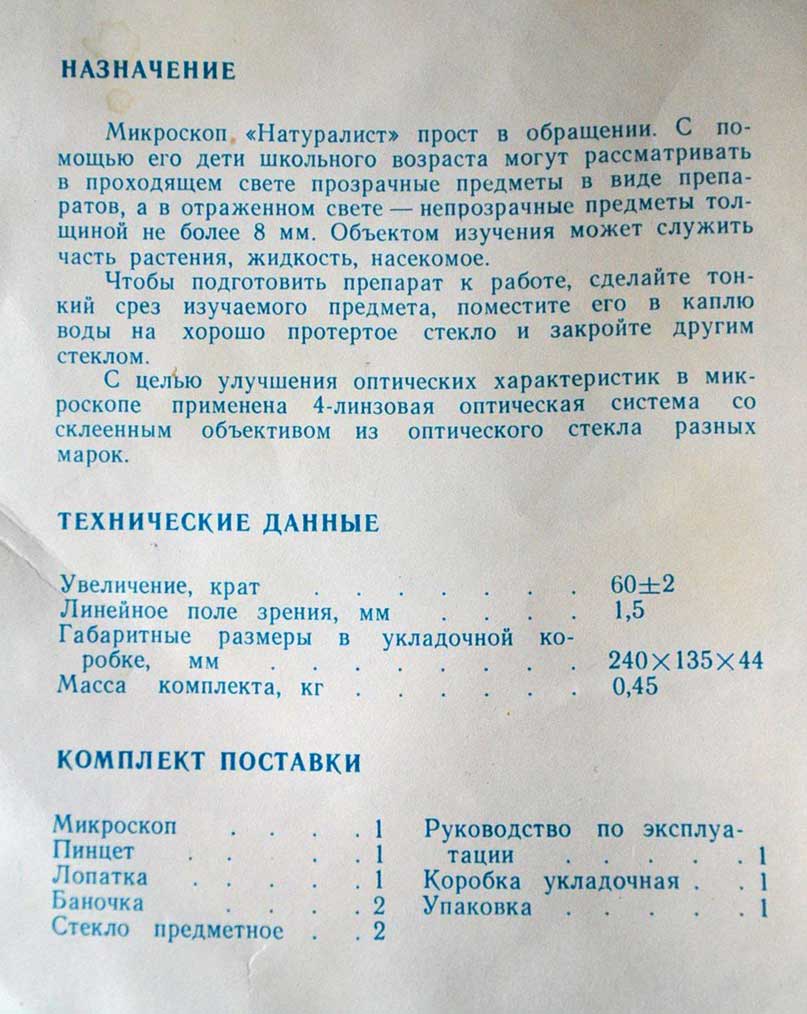 НАЗНАЧЕНИЕ
Микроскоп «Натуралист» прост в обращении. С по-
мощью его дети школьного возраста могут рассматривать
в проходящем свете прозрачные предметы в виде препа-
ратов, а в отраженном свете — непрозрачные предметы тол-
щиной не более 8 мм. Объектом изучения может служить
часть растения, жидкость, насекомое.
Чтобы подготовить препарат к работе, сделайте тон-
кий срез изучаемого предмета, поместите его в каплю
воды на хорошо протертое стекло и закройте другим
стеклом.
С целью улучшения оптических характеристик в мик-
роскопе применена 4-линзовая оптическая система со
склеенным объективом из оптического стекла разных
марок.
ТЕХНИЧЕСКИЕ ДАННЫЕ
Увеличение, крат . . . . . . . 60±2
Линейное поле зрения, мм . . . . 1,5
Габаритные размеры в укладочной ко-
робке, мм . . . . . . . . 240×135×44
Масса комплекта, кг . . . . . . 0,45
КОМПЛЕКТ ПОСТАВКИ
Микроскоп . . . . 1
Пинцет . . . . . 1
Лопатка . . . . . 1
Баночка . . . . 2
Стекло предметное . . 2
Руководство по эксплуа-
тации . . . . . 1
Коробка укладочная . . 1
Упаковка . . . . . 1